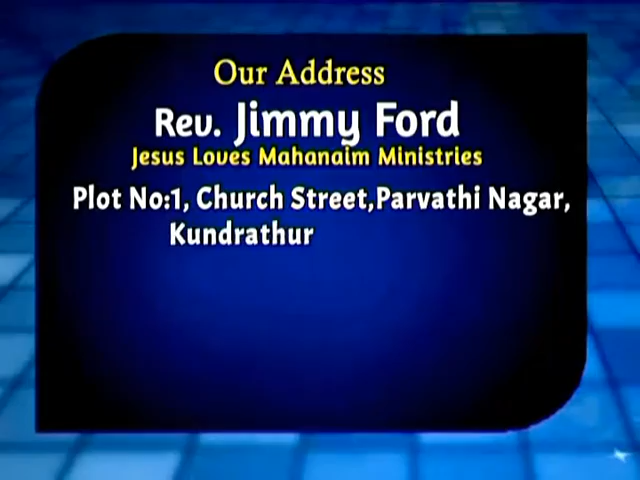 Our Address
Rev. Jimmy Ford
Jesus Loves Mahanaim Ministries
Plot No:1, Church Street,Parvathi Nagar,
Kundrathur